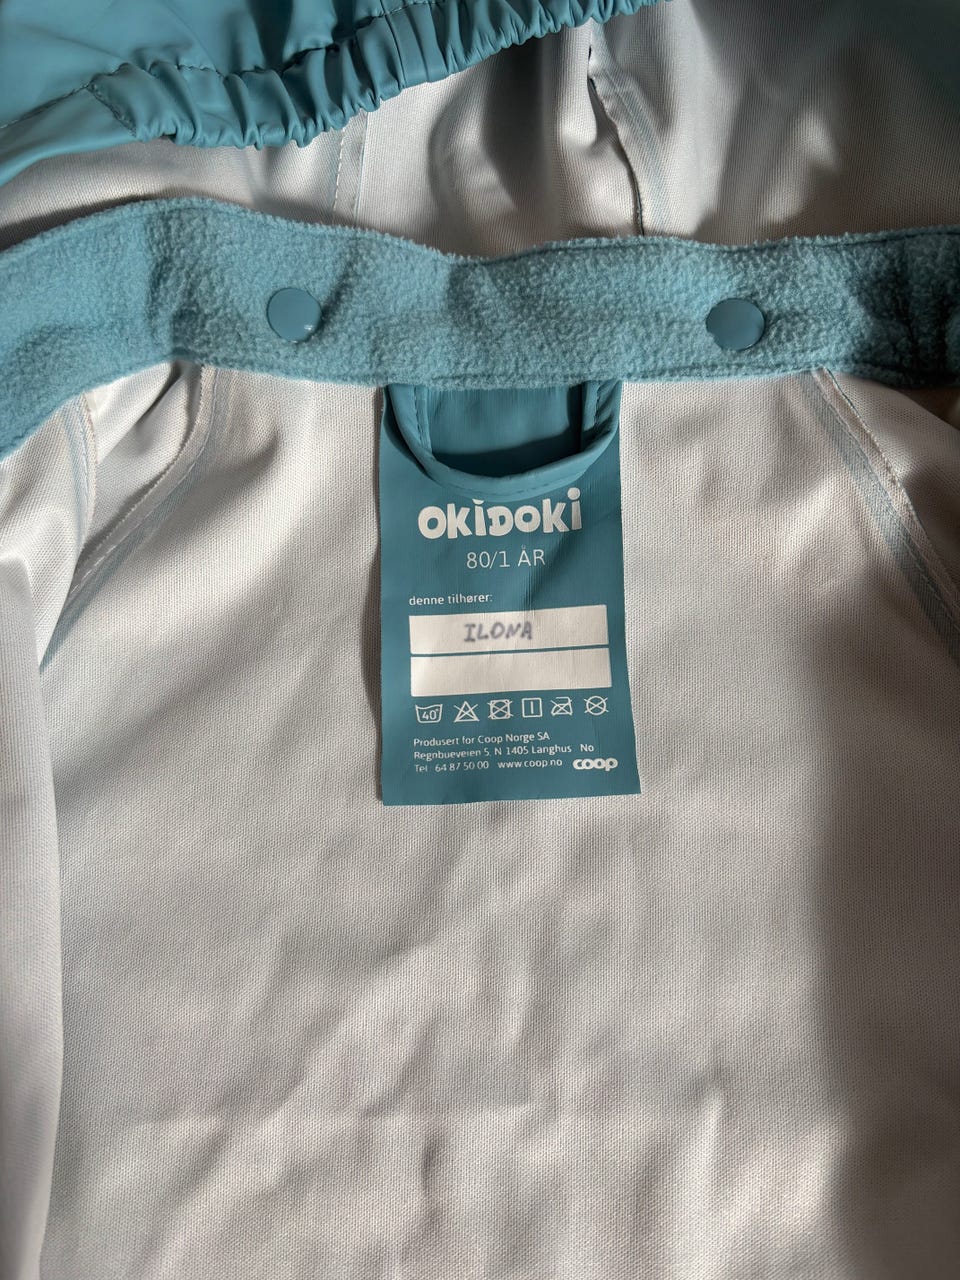 OKIDOKI
80/1 ÅR
denne tilhører:
ILONA
40°
Produsert for Coop Norge SA
Regnbueveien 5, N 1405 Langhus No
Tel. 64 87 50 00 www.coop.no coop